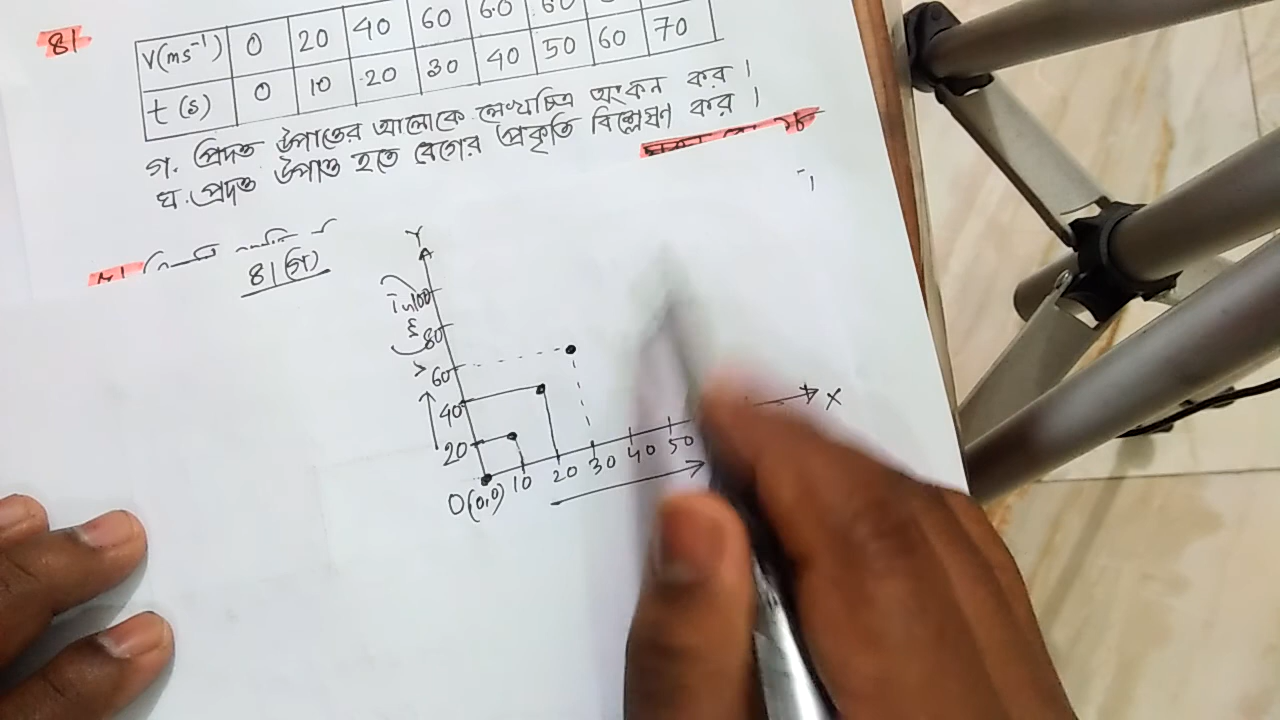 ৪।
V(ms⁻¹) 0 20 40 60 60 60
t (s) 0 10 20 30 40 50 60 70
গ. প্রদত্ত উপাত্তের আলোকে লেখচিত্র অংকন কর।
ঘ. প্রদত্ত উপাত্ত হতে বেগের প্রকৃতি বিশ্লেষণ কর।
৪।(গ)
Y
100
80
60
40
20
O(0,0) 10 20 30 40 50
X